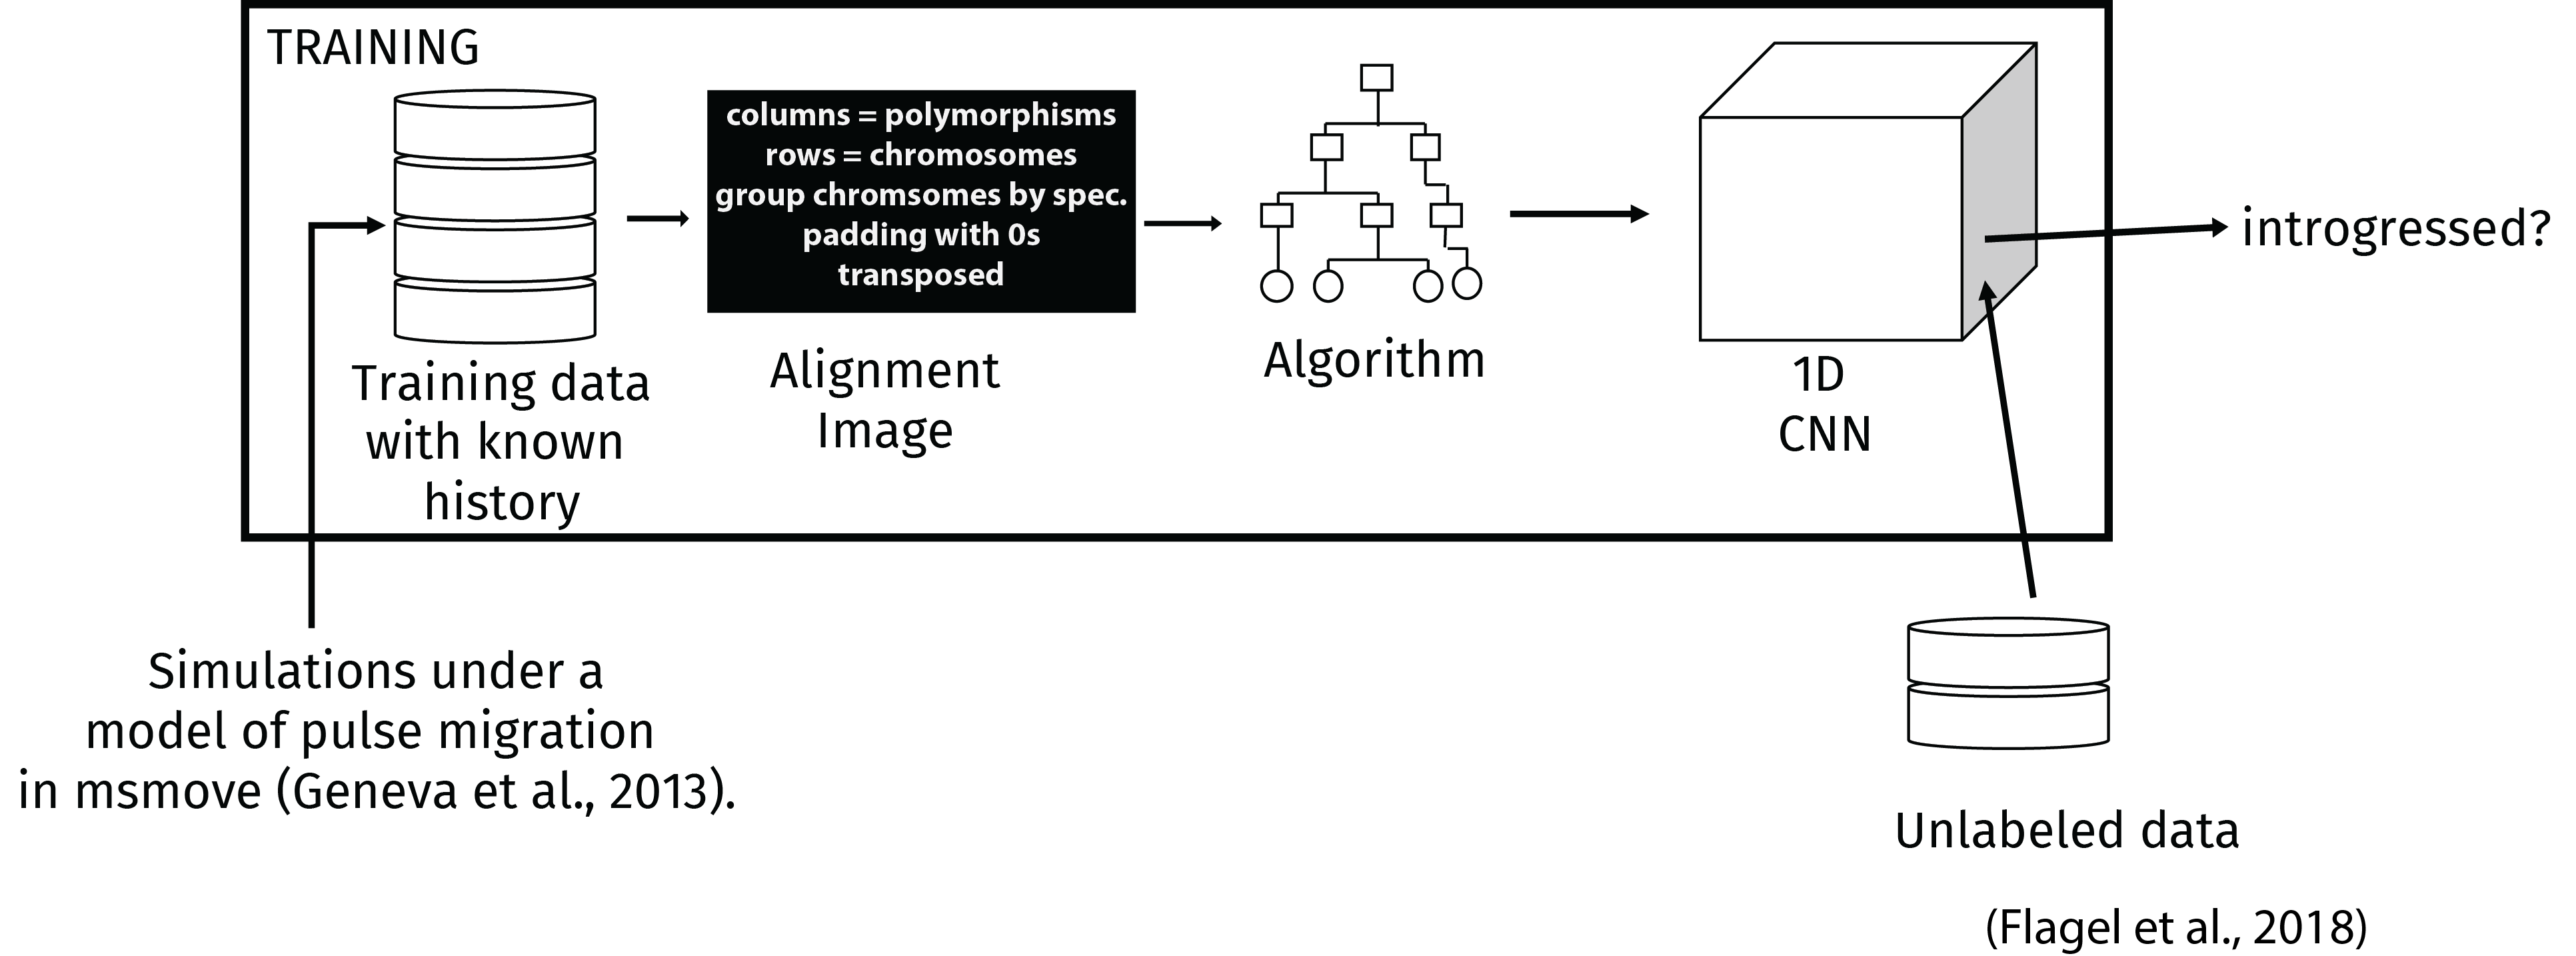 TRAINING
columns = polymorphisms
rows = chromosomes
group chromsomes by spec.
padding with 0s
transposed
Training data
with known
history
Alignment
Image
Algorithm
1D
CNN
introgressed?
Simulations under a
model of pulse migration
in msmove (Geneva et al., 2013).
Unlabeled data
(Flagel et al., 2018)